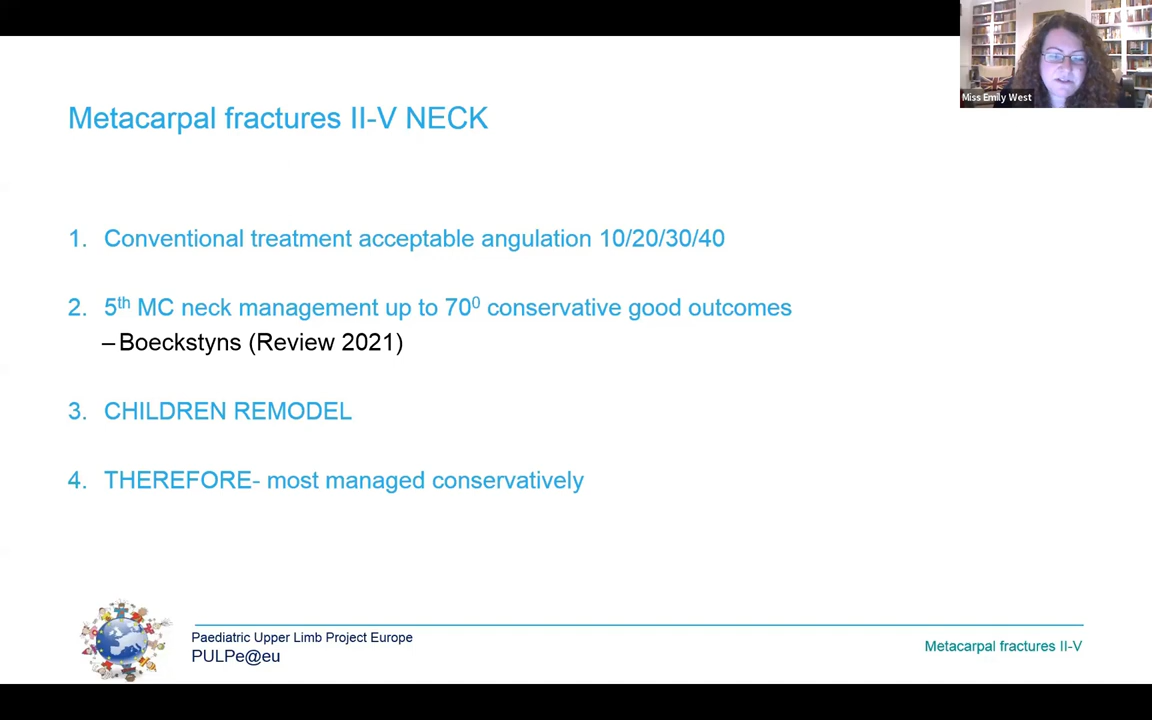 Miss Emily West
Metacarpal fractures II-V NECK
1. Conventional treatment acceptable angulation 10/20/30/40
2. 5th MC neck management up to 70⁰ conservative good outcomes
–Boeckstyns (Review 2021)
3. CHILDREN REMODEL
4. THEREFORE- most managed conservatively
Paediatric Upper Limb Project Europe
PULPe@eu
Metacarpal fractures II-V